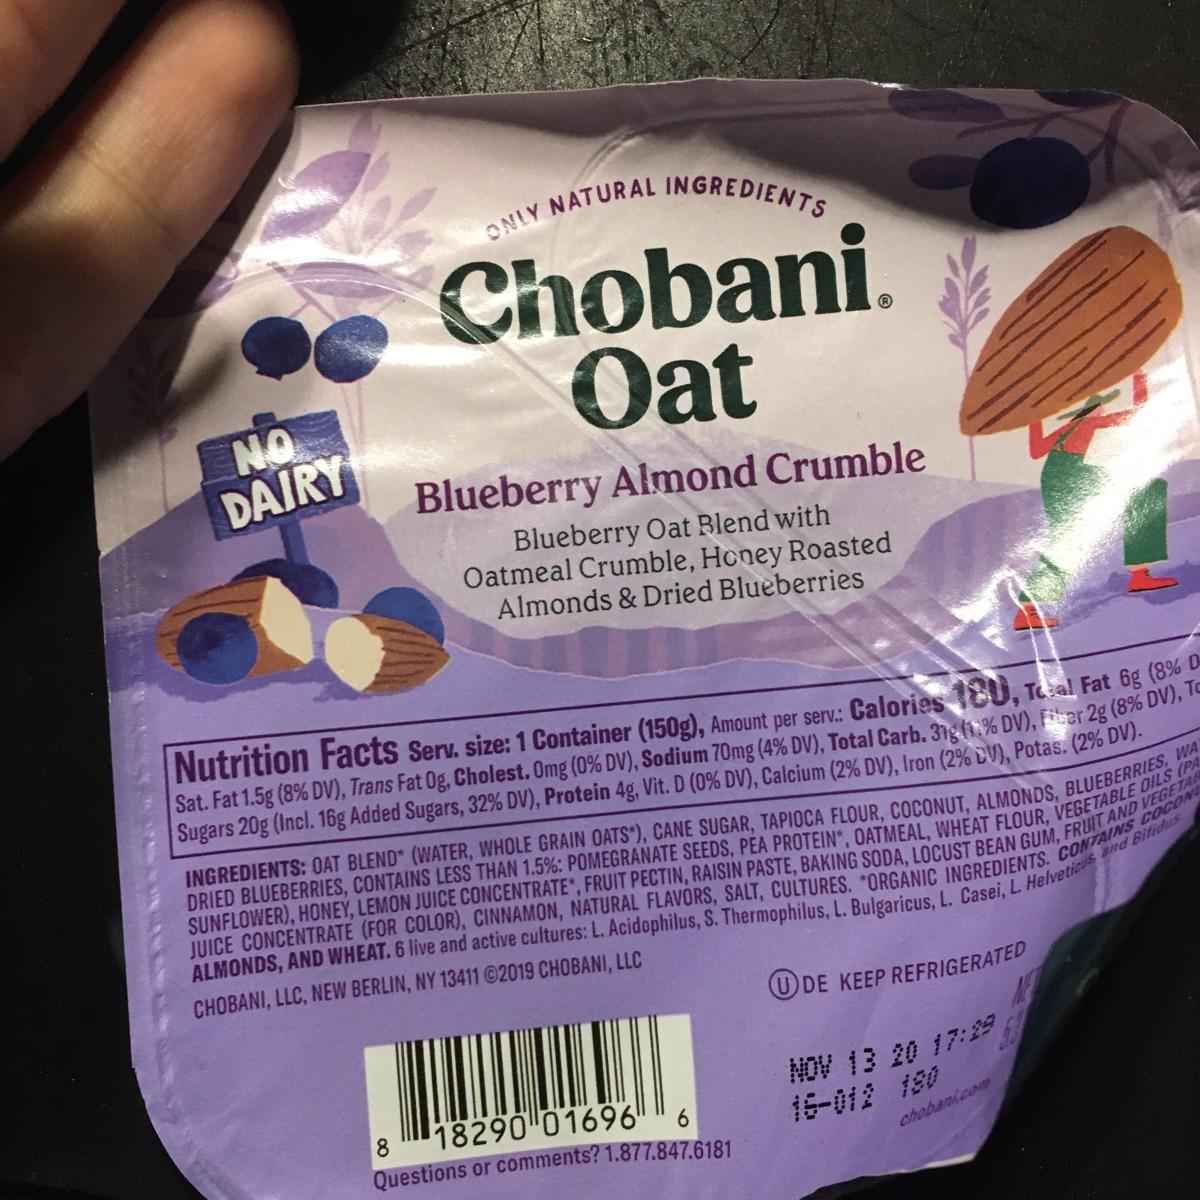 ONLY NATURAL INGREDIENTS
Chobani®
Oat
NO
DAIRY
Blueberry Almond Crumble
Blueberry Oat Blend with
Oatmeal Crumble, Honey Roasted
Almonds & Dried Blueberries
Nutrition Facts Serv. size: 1 Container (150g), Amount per serv.: Calories 180, Total Fat 6g (8% D
Sat. Fat 1.5g (8% DV), Trans Fat 0g, Cholest. 0mg (0% DV), Sodium 70mg (4% DV), Total Carb. 31g (11% DV), Fiber 2g (8% DV), To
Sugars 20g (Incl. 16g Added Sugars, 32% DV), Protein 4g, Vit. D (0% DV), Calcium (2% DV), Iron (2% DV), Potas. (2% DV).
INGREDIENTS: OAT BLEND* (WATER, WHOLE GRAIN OATS*), CANE SUGAR, TAPIOCA FLOUR, COCONUT, ALMONDS, BLUEBERRIES, WA
DRIED BLUEBERRIES, CONTAINS LESS THAN 1.5%: POMEGRANATE SEEDS, PEA PROTEIN*, OATMEAL, WHEAT FLOUR, VEGETABLE OILS (PA
SUNFLOWER), HONEY, LEMON JUICE CONCENTRATE*, FRUIT PECTIN, RAISIN PASTE, BAKING SODA, LOCUST BEAN GUM, FRUIT AND VEGETA
JUICE CONCENTRATE (FOR COLOR), CINNAMON, NATURAL FLAVORS, SALT, CULTURES. *ORGANIC INGREDIENTS. CONTAINS COCON
ALMONDS, AND WHEAT. 6 live and active cultures: L. Acidophilus, S. Thermophilus, L. Bulgaricus, L. Casei, L. Helveticus, and Bifidus.
CHOBANI, LLC, NEW BERLIN, NY 13411 ©2019 CHOBANI, LLC
U DE KEEP REFRIGERATED
NOV 13 20 17:29
16-012 180
chobani.com
8 18290 01696 6
Questions or comments? 1.877.847.6181